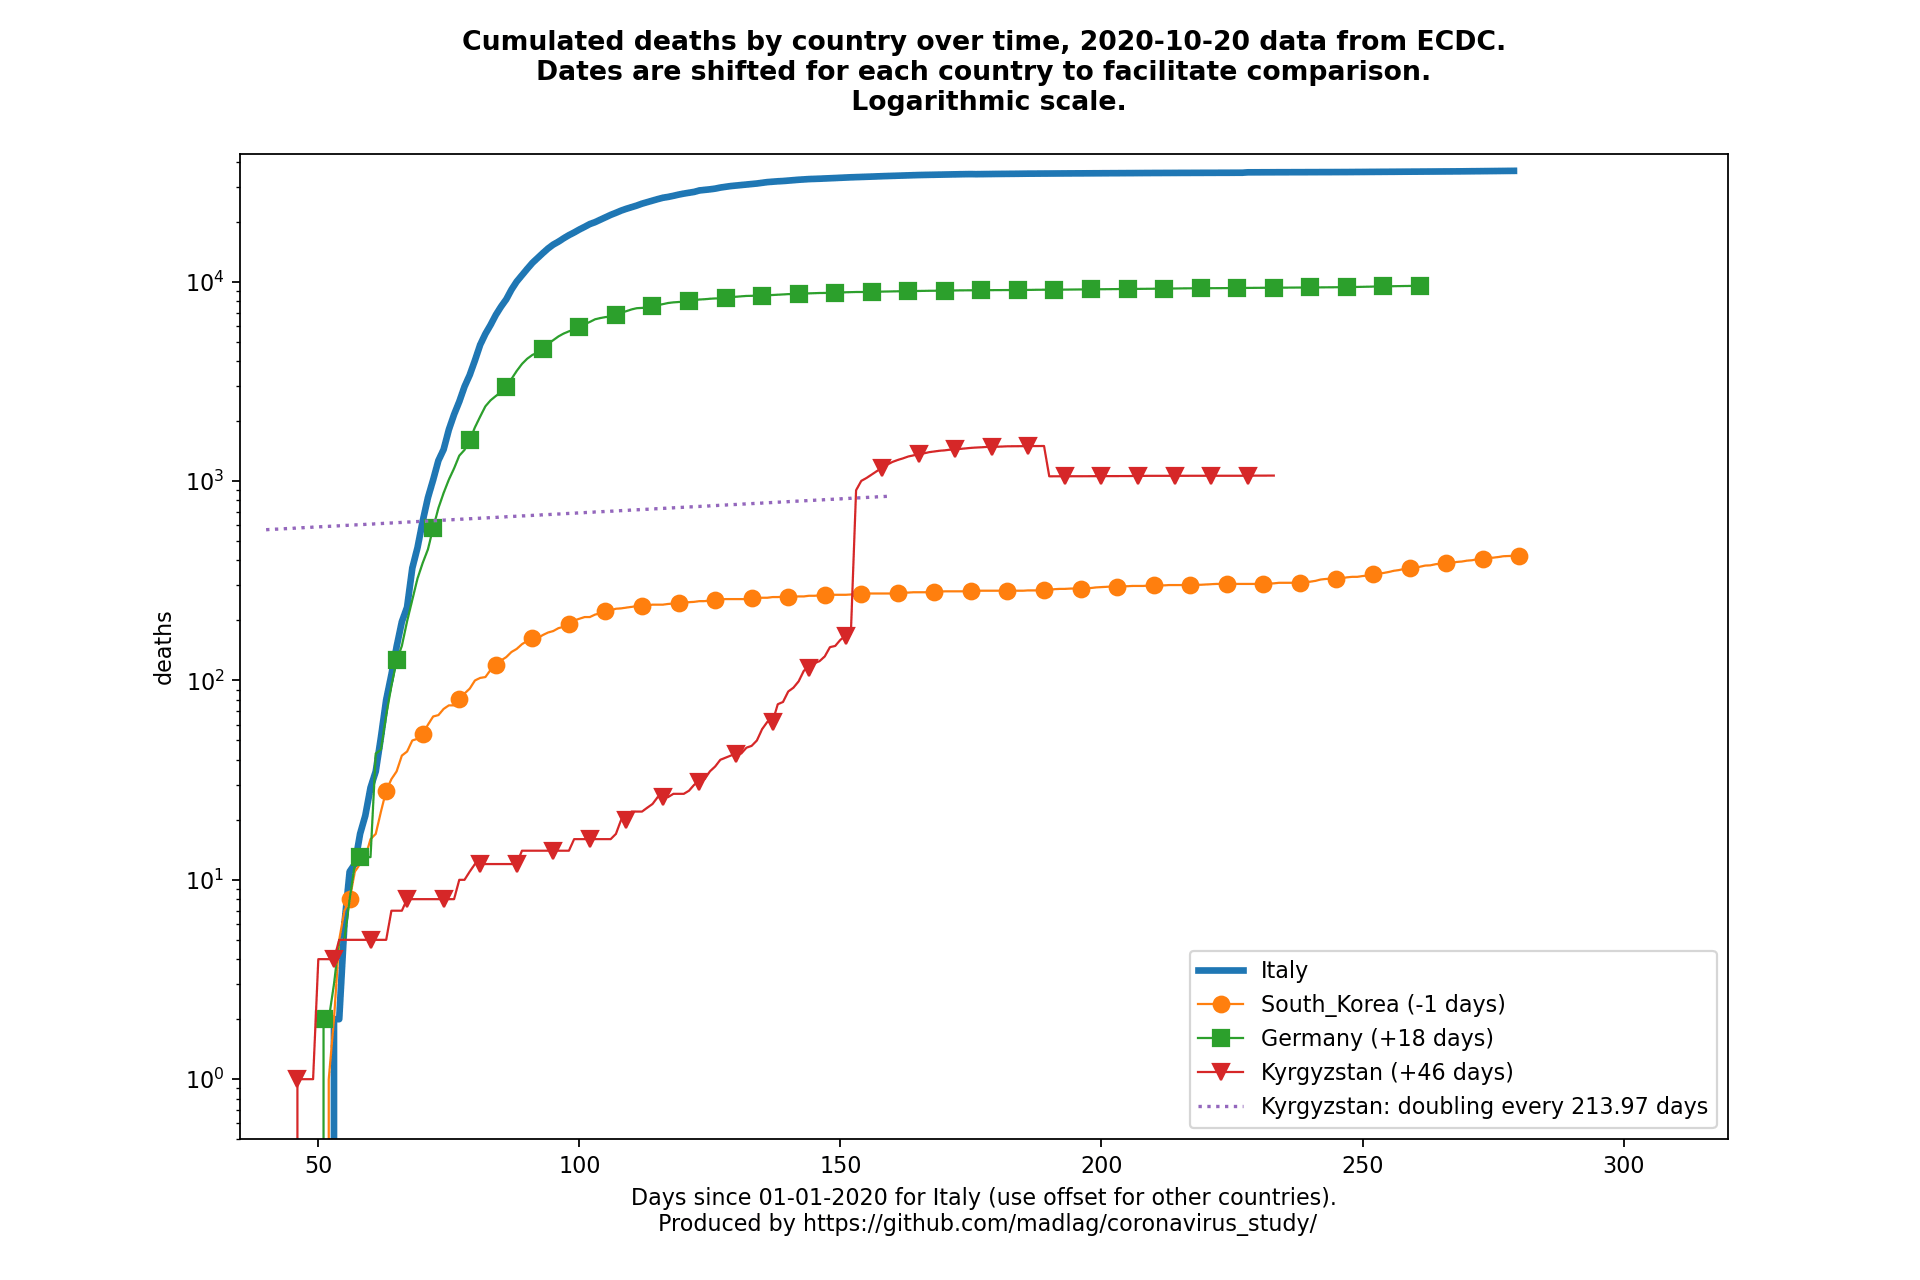 Cumulated deaths by country over time, 2020-10-20 data from ECDC.
Dates are shifted for each country to facilitate comparison.
Logarithmic scale.
10^4
10^3
10^2
10^1
10^0
deaths
50 100 150 200 250 300
Italy
South_Korea (-1 days)
Germany (+18 days)
Kyrgyzstan (+46 days)
Kyrgyzstan: doubling every 213.97 days
Days since 01-01-2020 for Italy (use offset for other countries).
Produced by https://github.com/madlag/coronavirus_study/